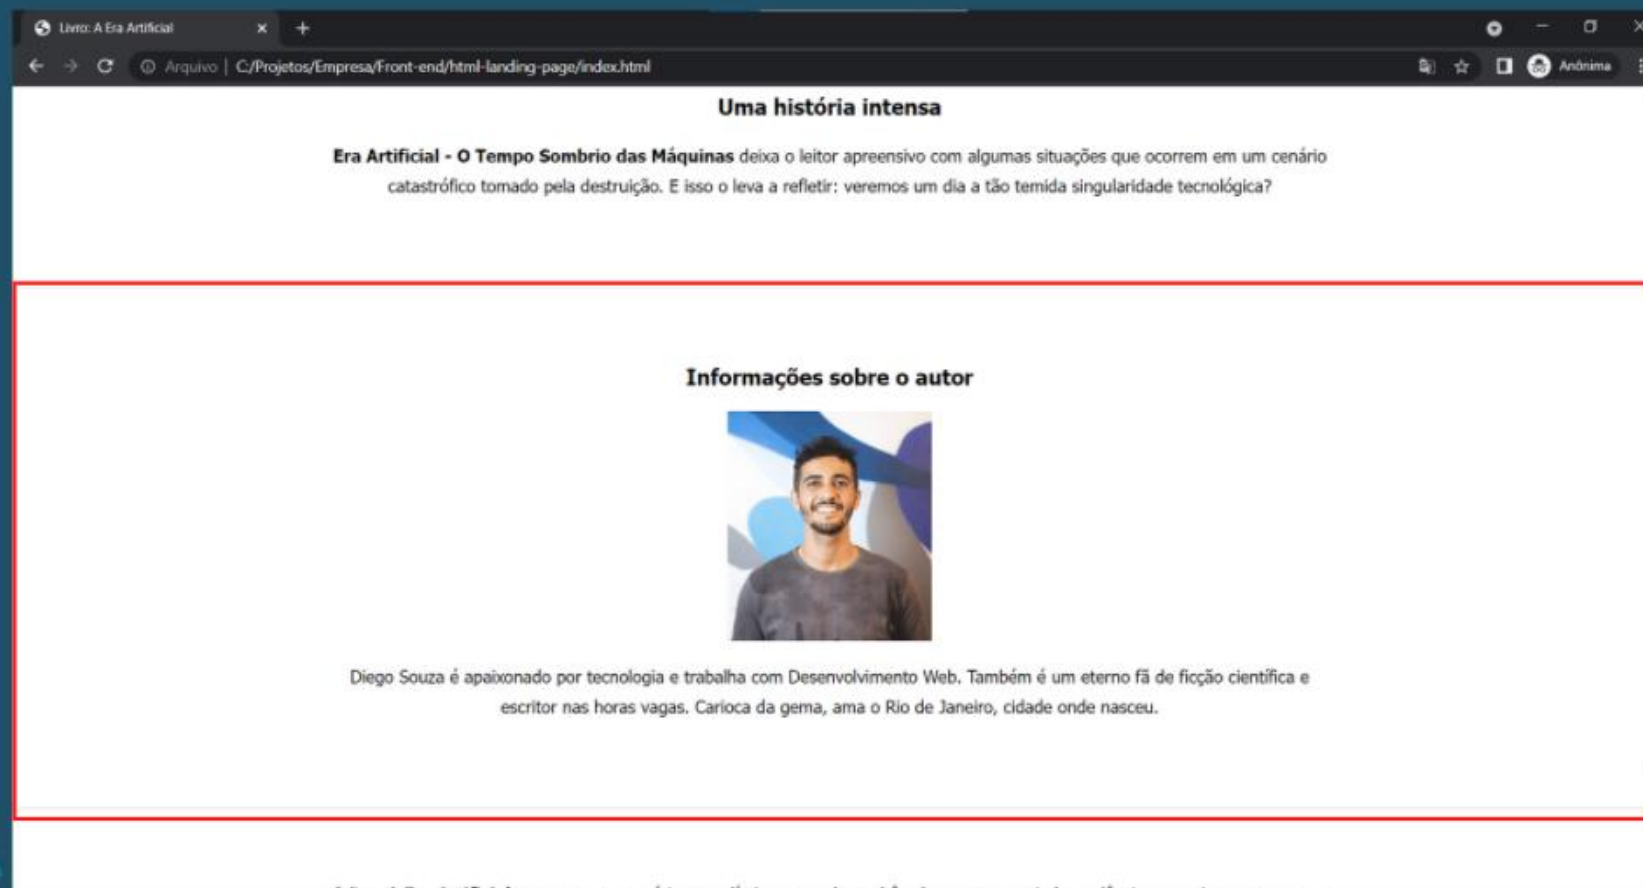 Livro: A Era Artificial
Arquivo | C:/Projetos/Empresa/Front-end/html-landing-page/index.html
Anônima
Uma história intensa
Era Artificial - O Tempo Sombrio das Máquinas deixa o leitor apreensivo com algumas situações que ocorrem em um cenário
catastrófico tomado pela destruição. E isso o leva a refletir: veremos um dia a tão temida singularidade tecnológica?
Informações sobre o autor
Diego Souza é apaixonado por tecnologia e trabalha com Desenvolvimento Web. Também é um eterno fã de ficção científica e
escritor nas horas vagas. Carioca da gema, ama o Rio de Janeiro, cidade onde nasceu.